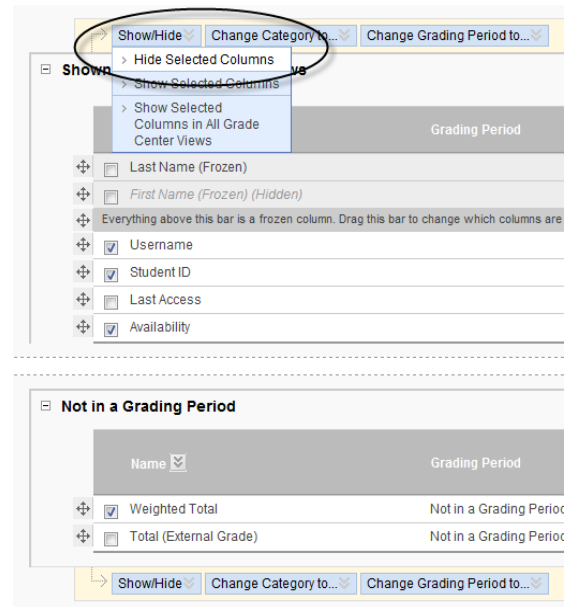 Show/Hide Change Category to... Change Grading Period to...
> Hide Selected Columns
Shown
> Show Selected Columns
> Show Selected
Columns in All Grade
Center Views
Grading Period
Last Name (Frozen)
First Name (Frozen) (Hidden)
Everything above this bar is a frozen column. Drag this bar to change which columns are
Username
Student ID
Last Access
Availability
Not in a Grading Period
Name Grading Period
Weighted Total Not in a Grading Period
Total (External Grade) Not in a Grading Period
Show/Hide Change Category to... Change Grading Period to...